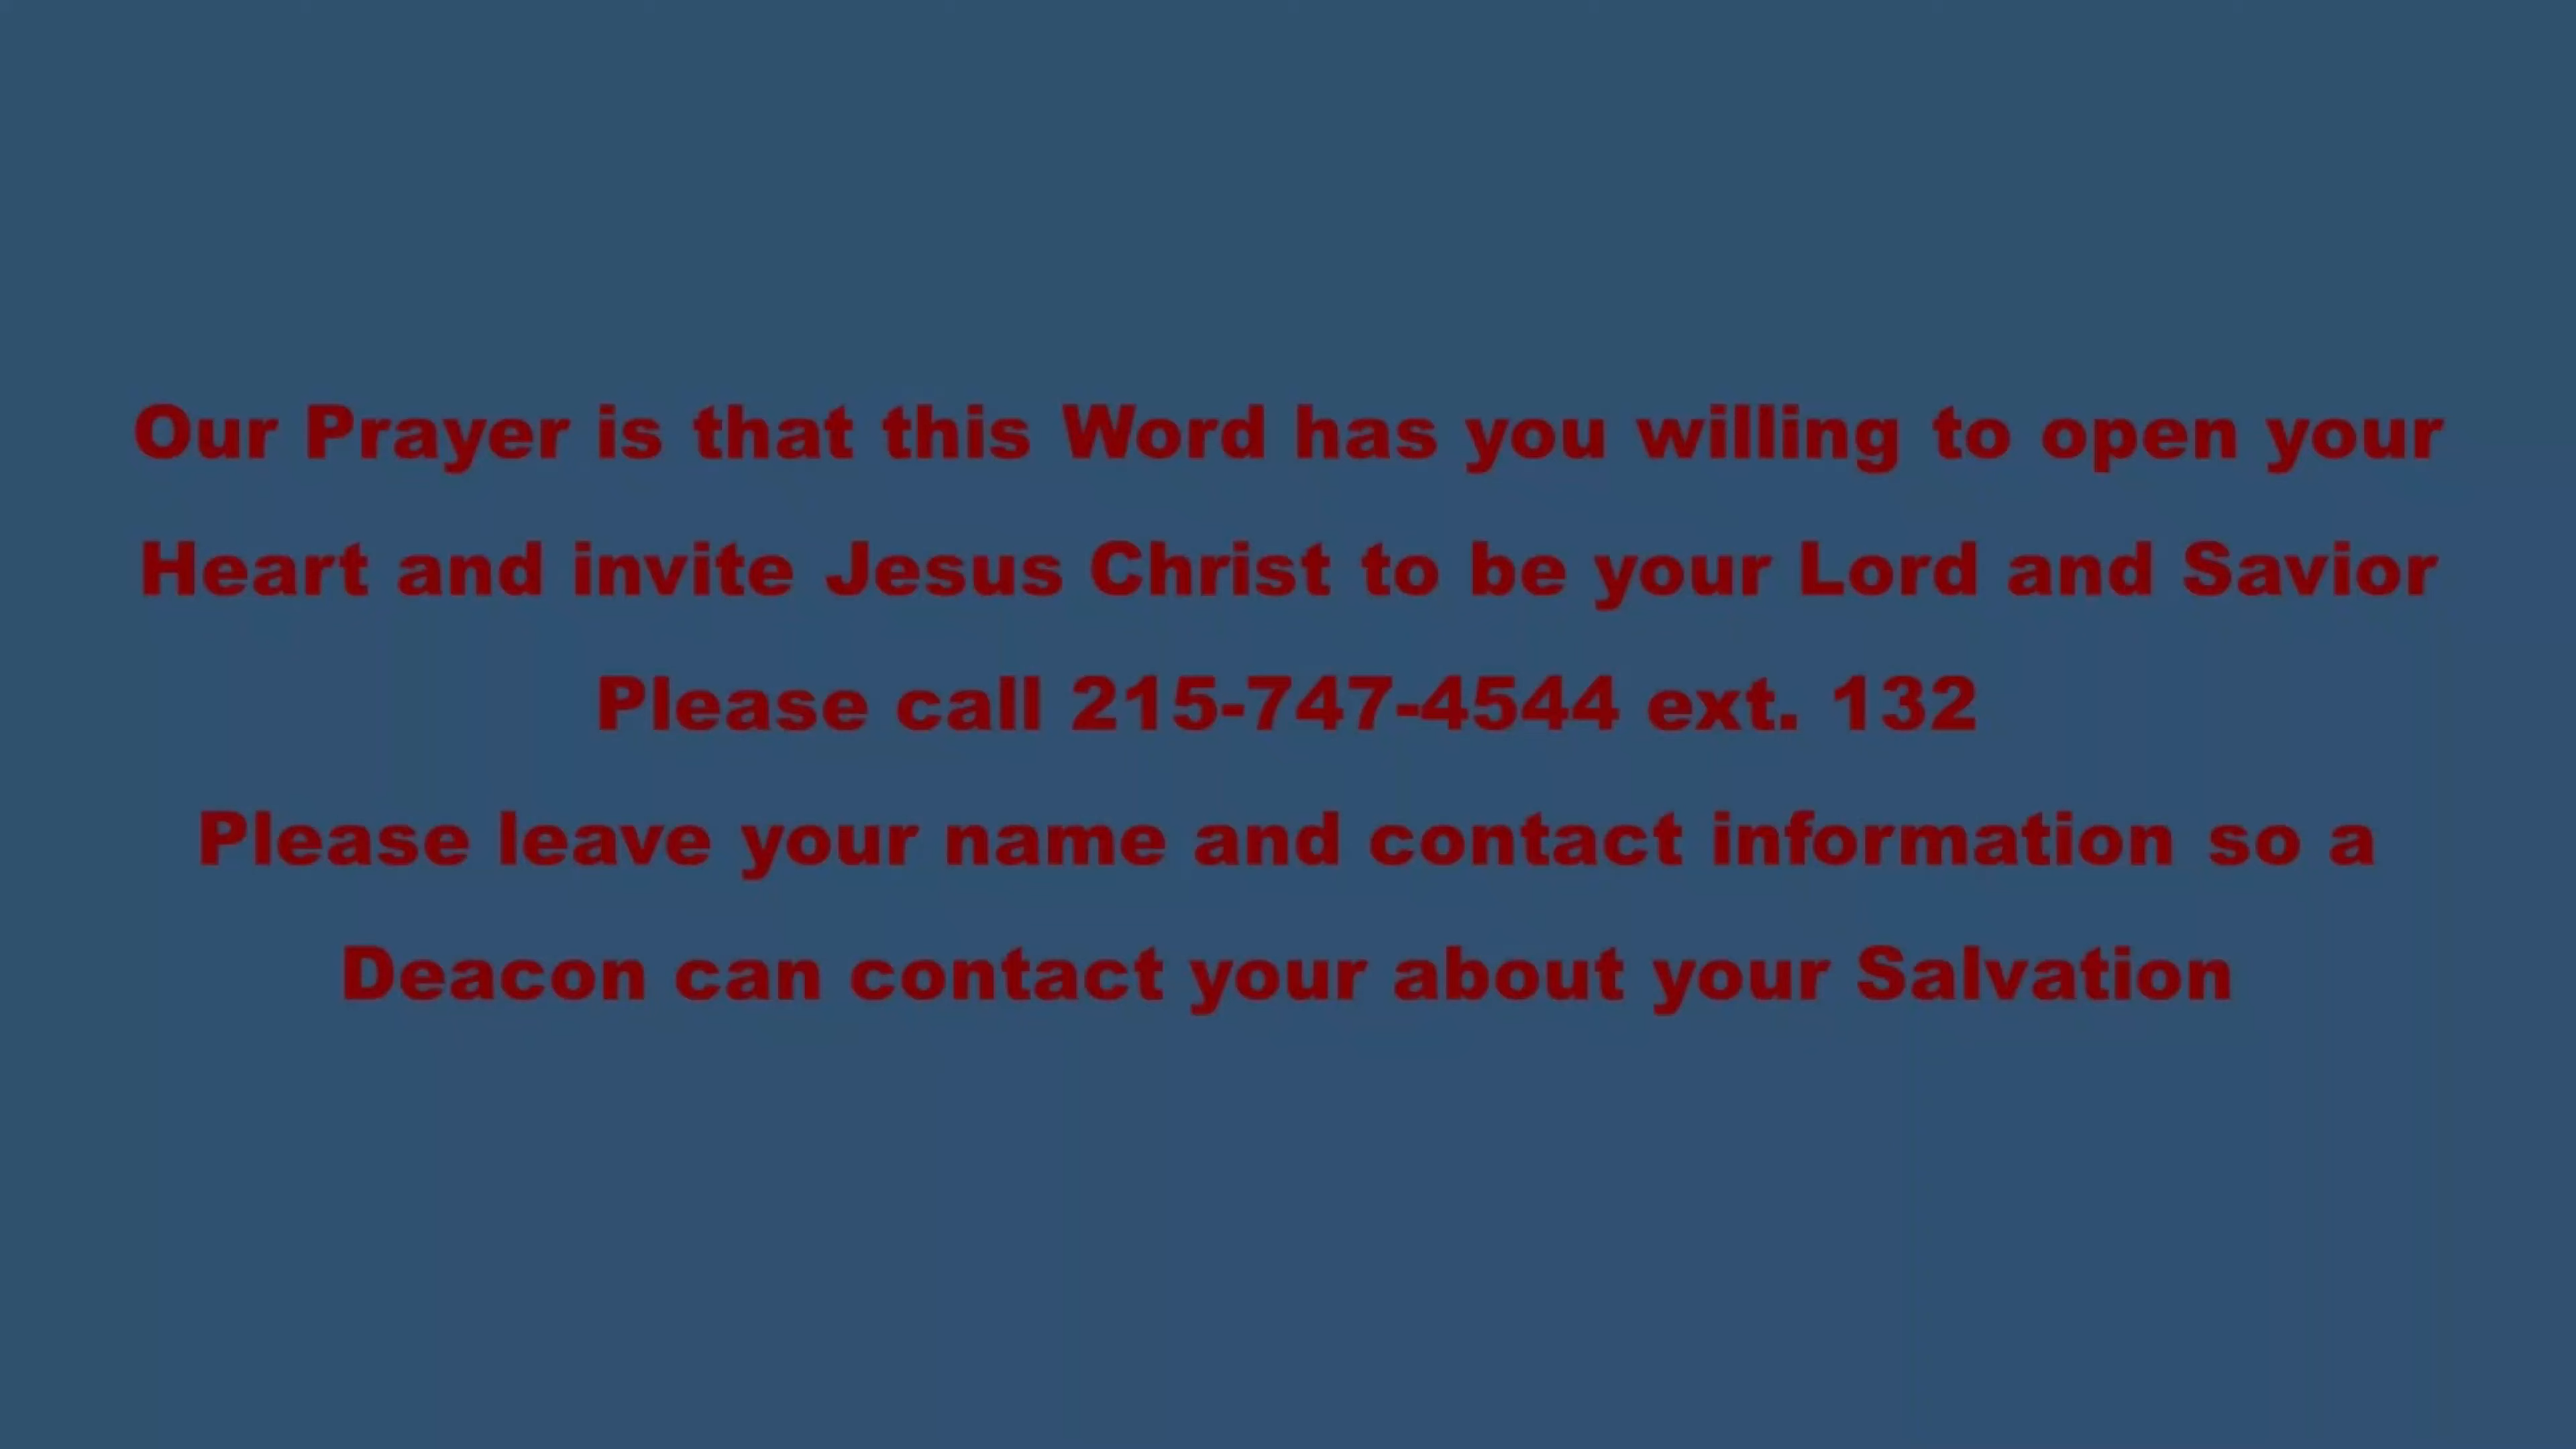 Our Prayer is that this Word has you willing to open your
Heart and invite Jesus Christ to be your Lord and Savior
Please call 215-747-4544 ext. 132
Please leave your name and contact information so a
Deacon can contact your about your Salvation